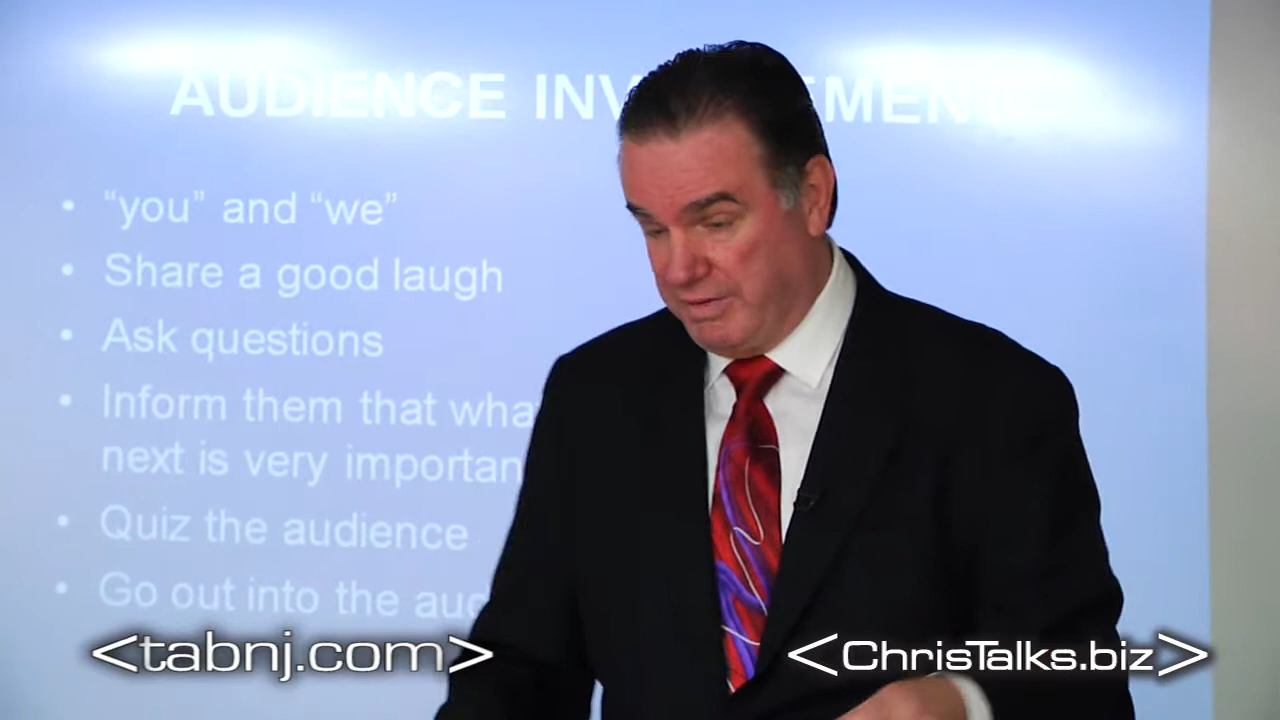 AUDIENCE INV EMENT
• “you” and “we”
• Share a good laugh
• Ask questions
• Inform them that wha
next is very importan
• Quiz the audience
• Go out into the aud
<tabnj.com>
<ChrisTalks.biz>